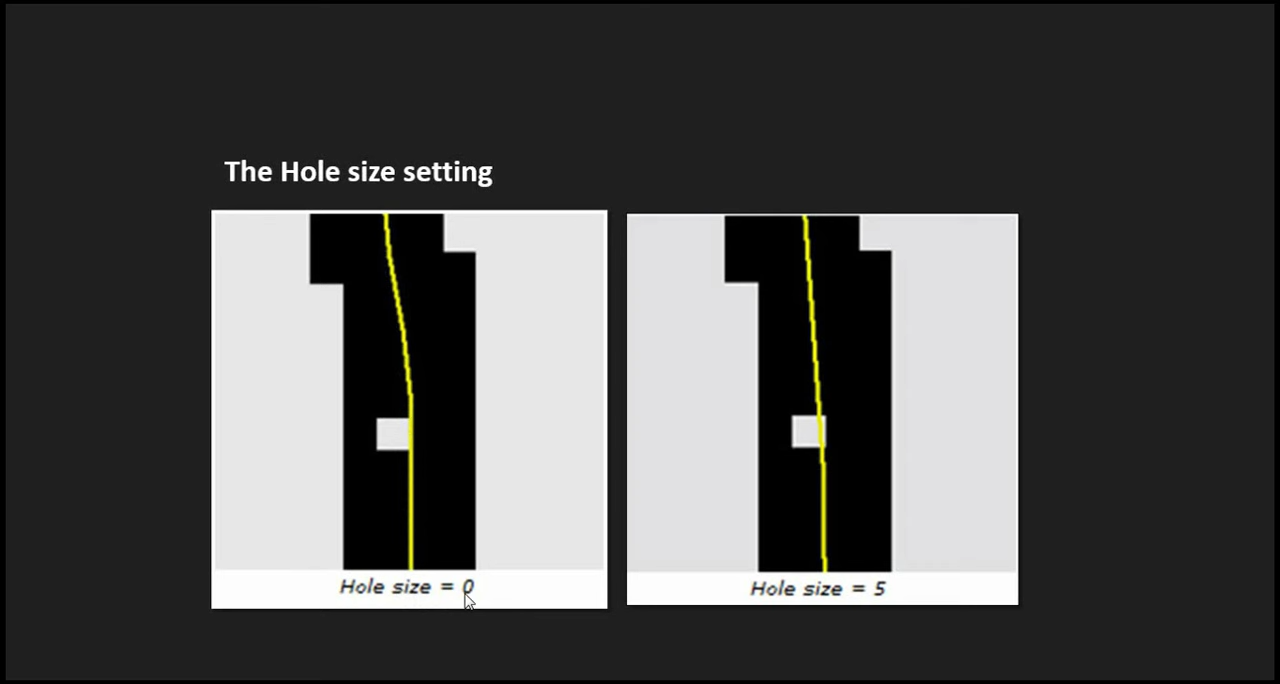 The Hole size setting
Hole size = 0
Hole size = 5